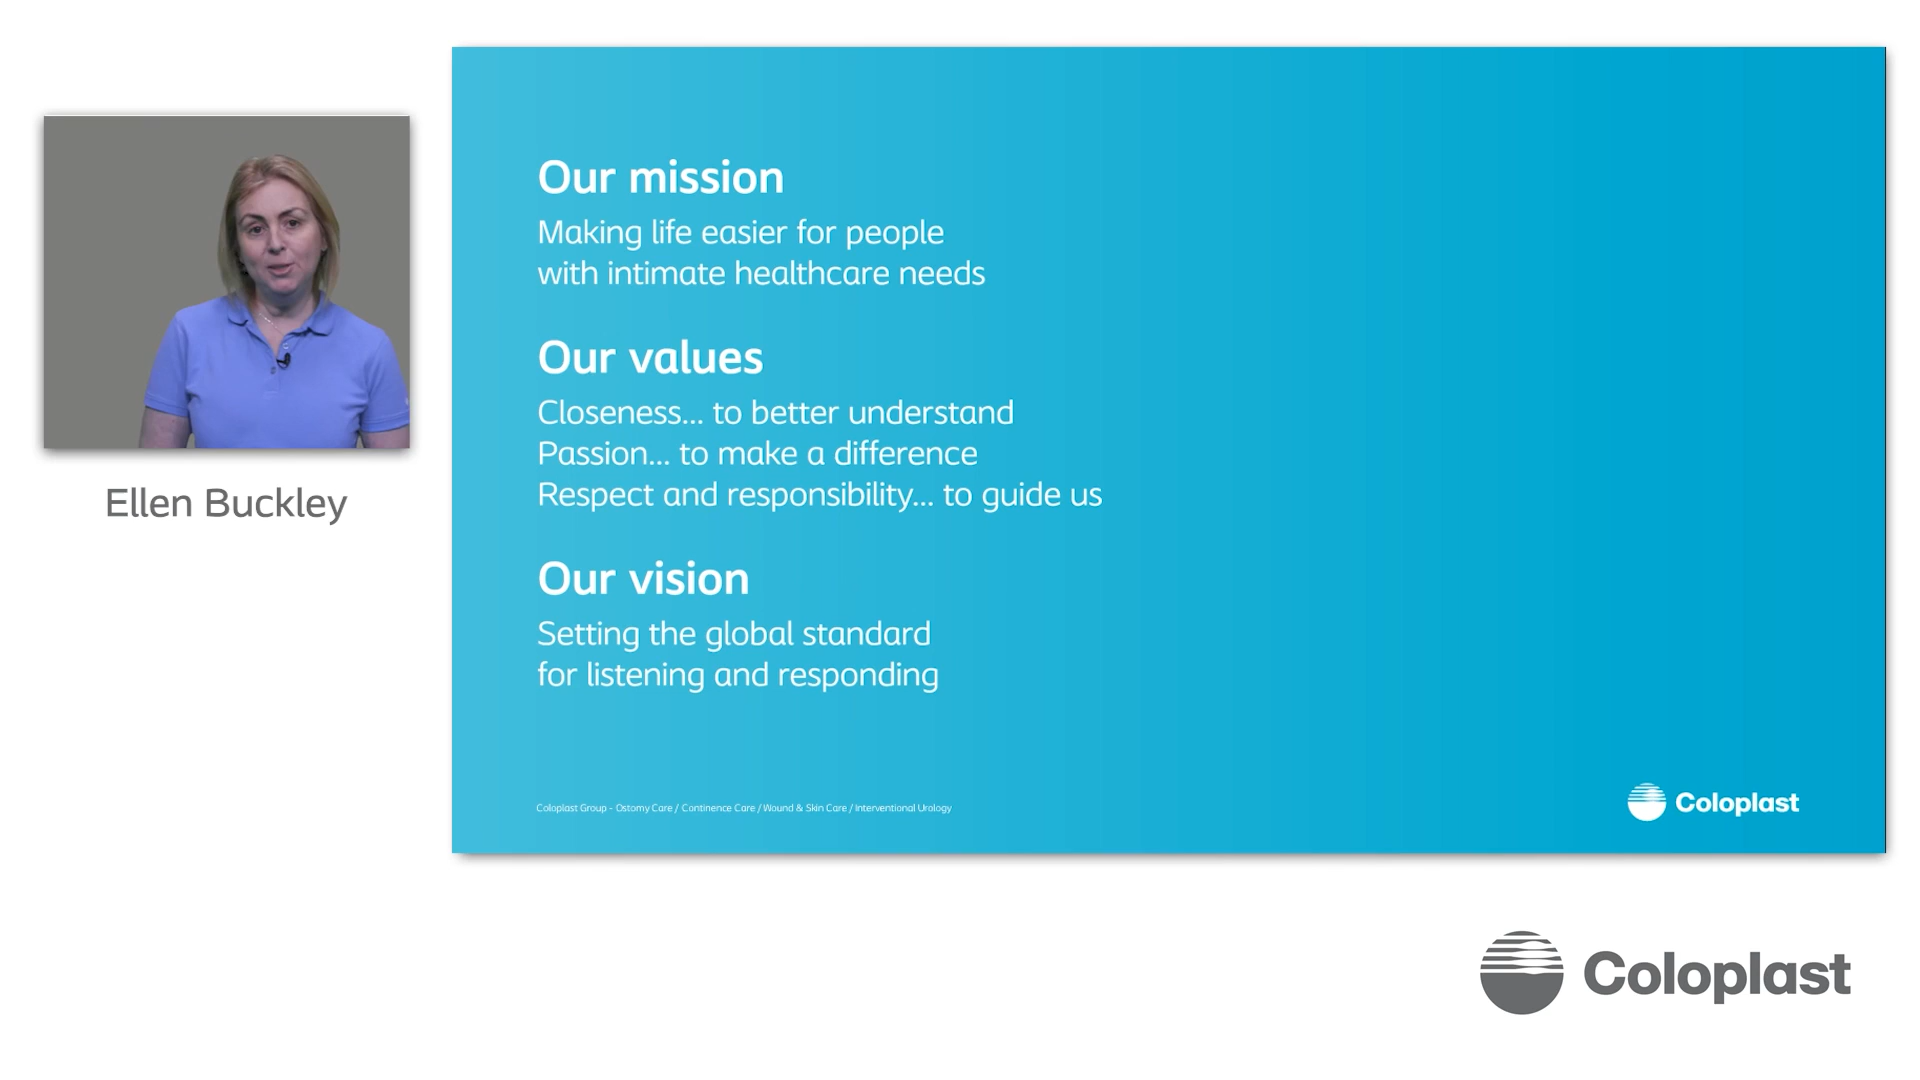 Ellen Buckley
Our mission
Making life easier for people
with intimate healthcare needs
Our values
Closeness... to better understand
Passion... to make a difference
Respect and responsibility... to guide us
Our vision
Setting the global standard
for listening and responding
Coloplast Group - Ostomy Care / Continence Care / Wound & Skin Care / Interventional Urology
Coloplast
Coloplast